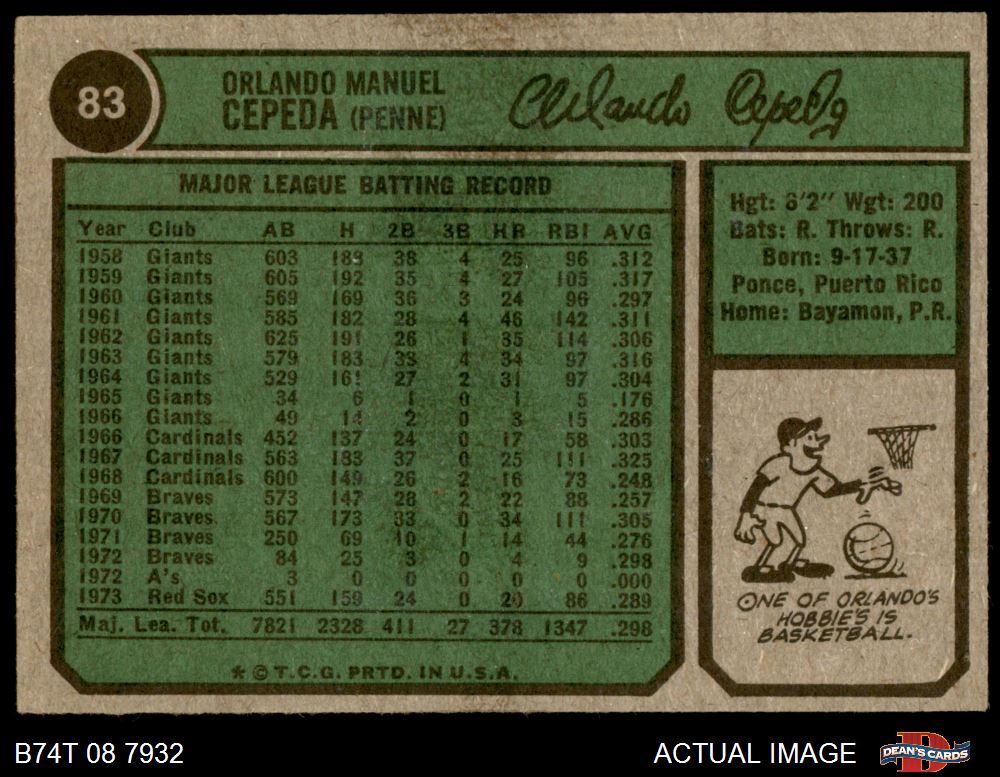 83
ORLANDO MANUEL
CEPEDA (PENNE)
Orlando Cepeda
MAJOR LEAGUE BATTING RECORD
Year Club AB H 2B 3B HR RBI AVG
1958 Giants 603 188 38 4 25 96 .312
1959 Giants 605 192 35 4 27 105 .317
1960 Giants 569 169 36 3 24 96 .297
1961 Giants 585 182 28 4 46 142 .311
1962 Giants 625 191 26 1 35 114 .306
1963 Giants 579 183 33 4 34 97 .316
1964 Giants 529 161 27 2 31 97 .304
1965 Giants 34 6 1 0 1 5 .176
1966 Giants 49 14 2 0 3 15 .286
1966 Cardinals 452 137 24 0 17 58 .303
1967 Cardinals 563 183 37 0 25 111 .325
1968 Cardinals 600 149 26 2 16 73 .248
1969 Braves 573 147 28 2 22 88 .257
1970 Braves 567 173 33 0 34 111 .305
1971 Braves 250 69 10 1 14 44 .276
1972 Braves 84 25 3 0 4 9 .298
1972 A's 3 0 0 0 0 0 .000
1973 Red Sox 551 159 24 0 20 86 .289
Maj. Lea. Tot. 7821 2328 411 27 378 1347 .298
* © T.C.G. PRTD. IN U.S.A.
Hgt: 6'2" Wgt: 200
Bats: R. Throws: R.
Born: 9-17-37
Ponce, Puerto Rico
Home: Bayamon, P.R.
ONE OF ORLANDO'S
HOBBIE'S IS
BASKETBALL.
B74T 08 7932
ACTUAL IMAGE
DEAN'S CARDS